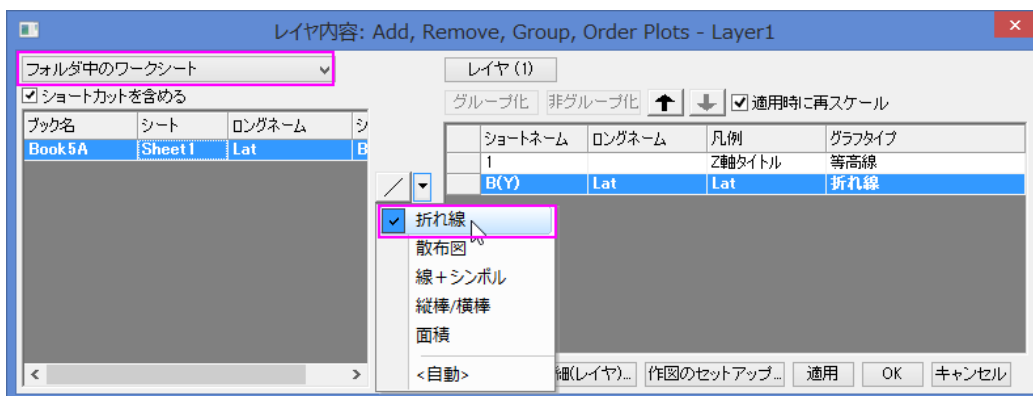 レイヤ内容: Add, Remove, Group, Order Plots - Layer1
フォルダ中のワークシート
ショートカットを含める
ブック名 シート ロングネーム シ
Book5A Sheet1 Lat B
レイヤ (1)
グループ化 非グループ化 適用時に再スケール
ショートネーム ロングネーム 凡例 グラフタイプ
1 Z軸タイトル 等高線
B(Y) Lat Lat 折れ線
折れ線
散布図
線+シンボル
縦棒/横棒
面積
<自動>
細(レイヤ)... 作図のセットアップ... 適用 OK キャンセル